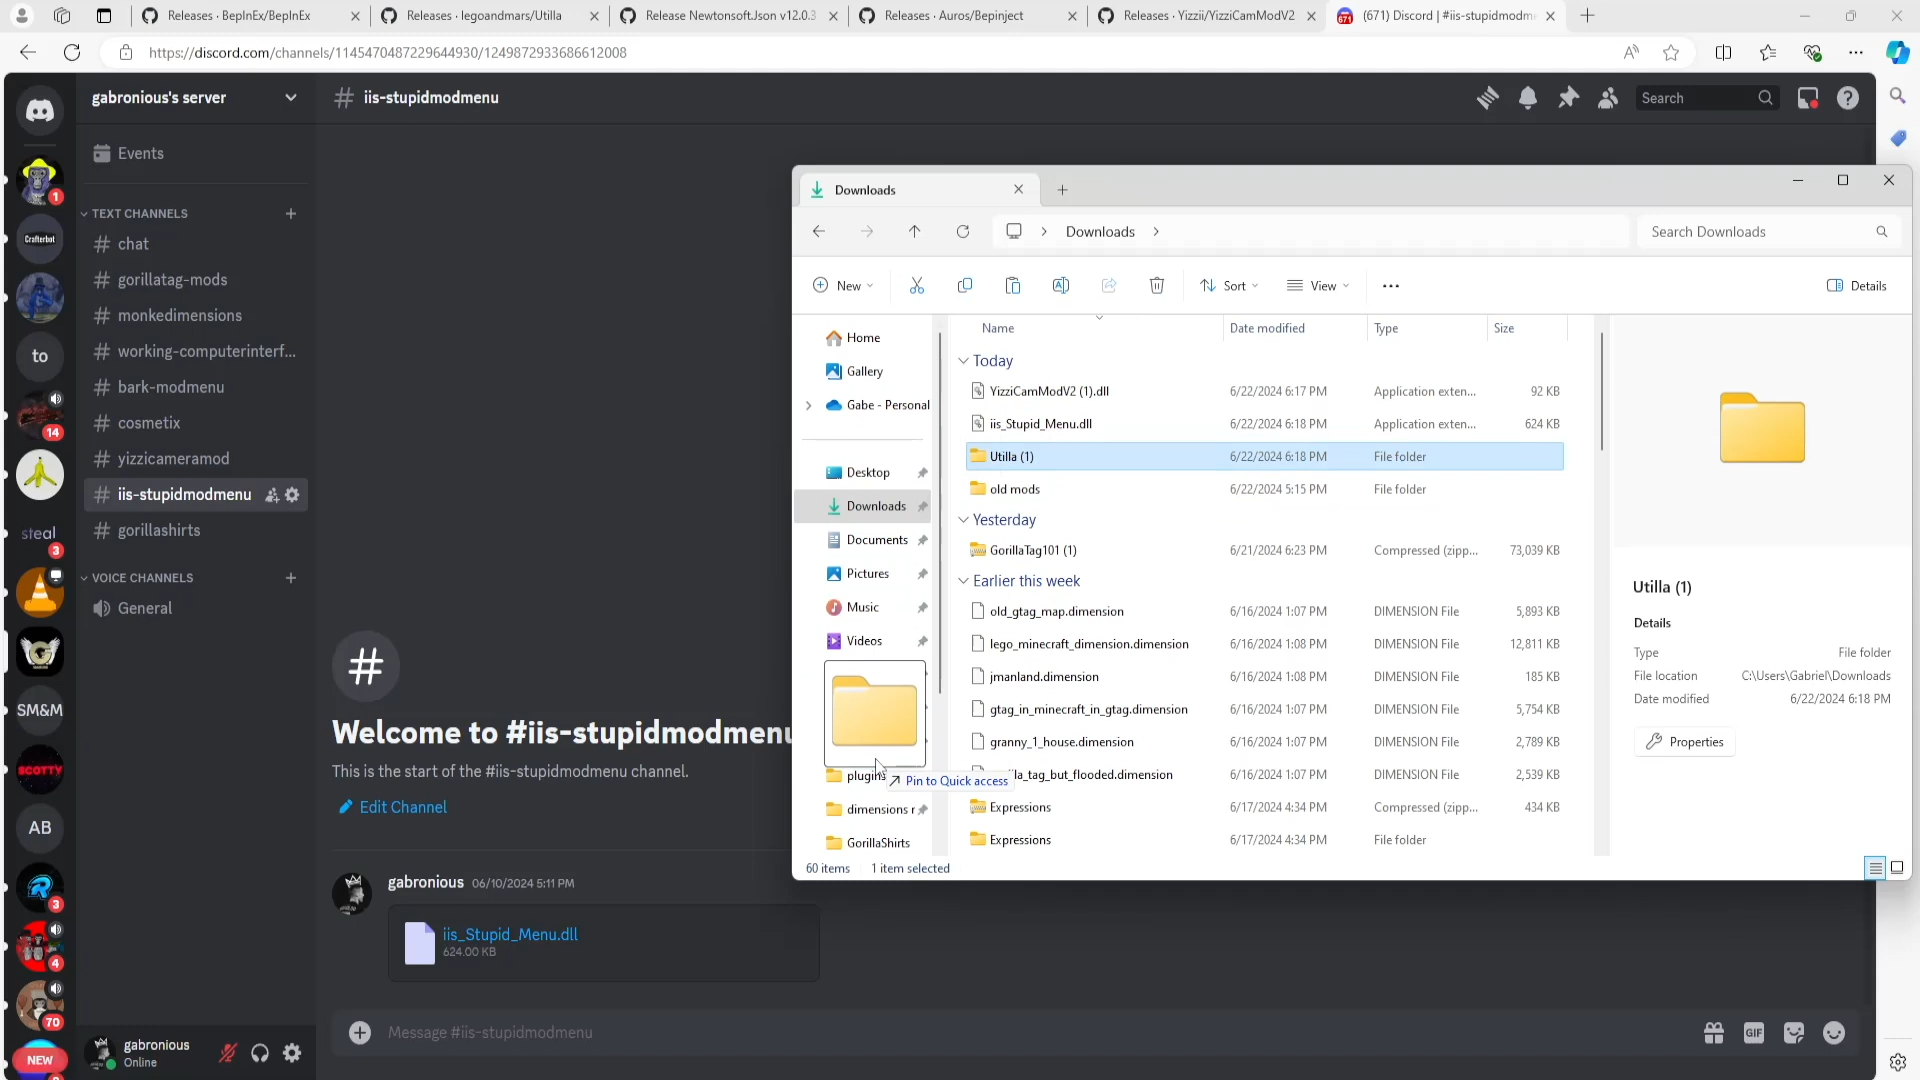 Releases · BepInEx/BepInEx
Releases · legoandmars/Utilla
Release Newtonsoft.Json v12.0.3
Releases · Auros/Bepinject
Releases · Yizzii/YizziCamModV2
(671) Discord | #iis-stupidmodm
https://discord.com/channels/1145470487229644930/1249872933686612008
gabronious's server
iis-stupidmodmenu
Search
Events
TEXT CHANNELS
chat
gorillatag-mods
monkedimensions
working-computerinterf...
bark-modmenu
cosmetix
yizzicameramod
iis-stupidmodmenu
gorillashirts
VOICE CHANNELS
General
1
Crafterbot
to
14
steal
3
SM&M
SCOTTY
AB
3
4
70
NEW
gabronious
Online
Welcome to #iis-stupidmodmenu
This is the start of the #iis-stupidmodmenu channel.
Edit Channel
gabronious 06/10/2024 5:11 PM
iis_Stupid_Menu.dll
624.00 KB
Message #iis-stupidmodmenu
GIF
Downloads
Downloads
Search Downloads
New
Sort
View
Details
Home
Gallery
Gabe - Personal
Desktop
Downloads
Documents
Pictures
Music
Videos
plugins
Pin to Quick access
dimensions r
GorillaShirts
Name Date modified Type Size
Today
YizziCamModV2 (1).dll 6/22/2024 6:17 PM Application exten... 92 KB
iis_Stupid_Menu.dll 6/22/2024 6:18 PM Application exten... 624 KB
Utilla (1) 6/22/2024 6:18 PM File folder
old mods 6/22/2024 5:15 PM File folder
Yesterday
GorillaTag101 (1) 6/21/2024 6:23 PM Compressed (zipp... 73,039 KB
Earlier this week
old_gtag_map.dimension 6/16/2024 1:07 PM DIMENSION File 5,893 KB
lego_minecraft_dimension.dimension 6/16/2024 1:08 PM DIMENSION File 12,811 KB
jmanland.dimension 6/16/2024 1:08 PM DIMENSION File 185 KB
gtag_in_minecraft_in_gtag.dimension 6/16/2024 1:07 PM DIMENSION File 5,754 KB
granny_1_house.dimension 6/16/2024 1:07 PM DIMENSION File 2,789 KB
la_tag_but_flooded.dimension 6/16/2024 1:07 PM DIMENSION File 2,539 KB
Expressions 6/17/2024 4:34 PM Compressed (zipp... 434 KB
Expressions 6/17/2024 4:34 PM File folder
60 items 1 item selected
Utilla (1)
Details
Type File folder
File location C:\Users\Gabriel\Downloads
Date modified 6/22/2024 6:18 PM
Properties